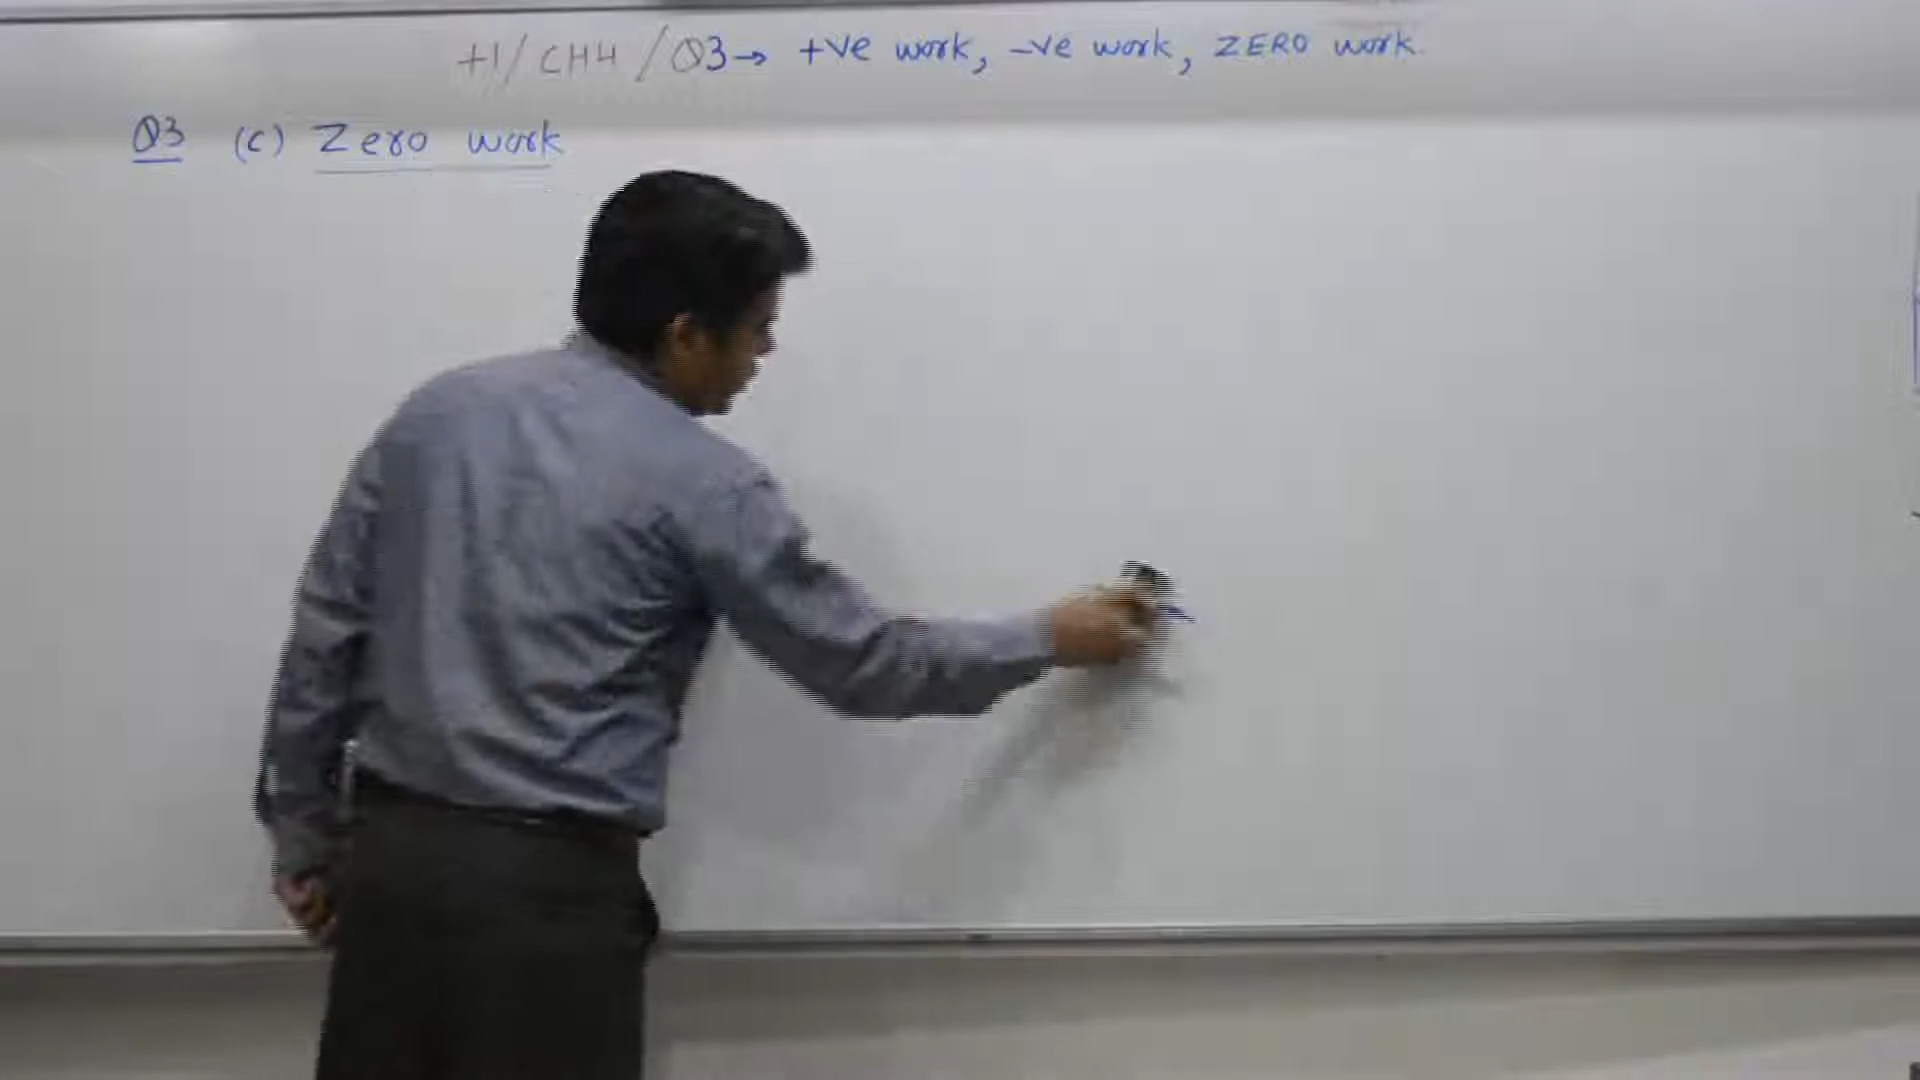 +1/CH4/Q3→ +ve work, -ve work, ZERO work.
Q3 (c) Zero work